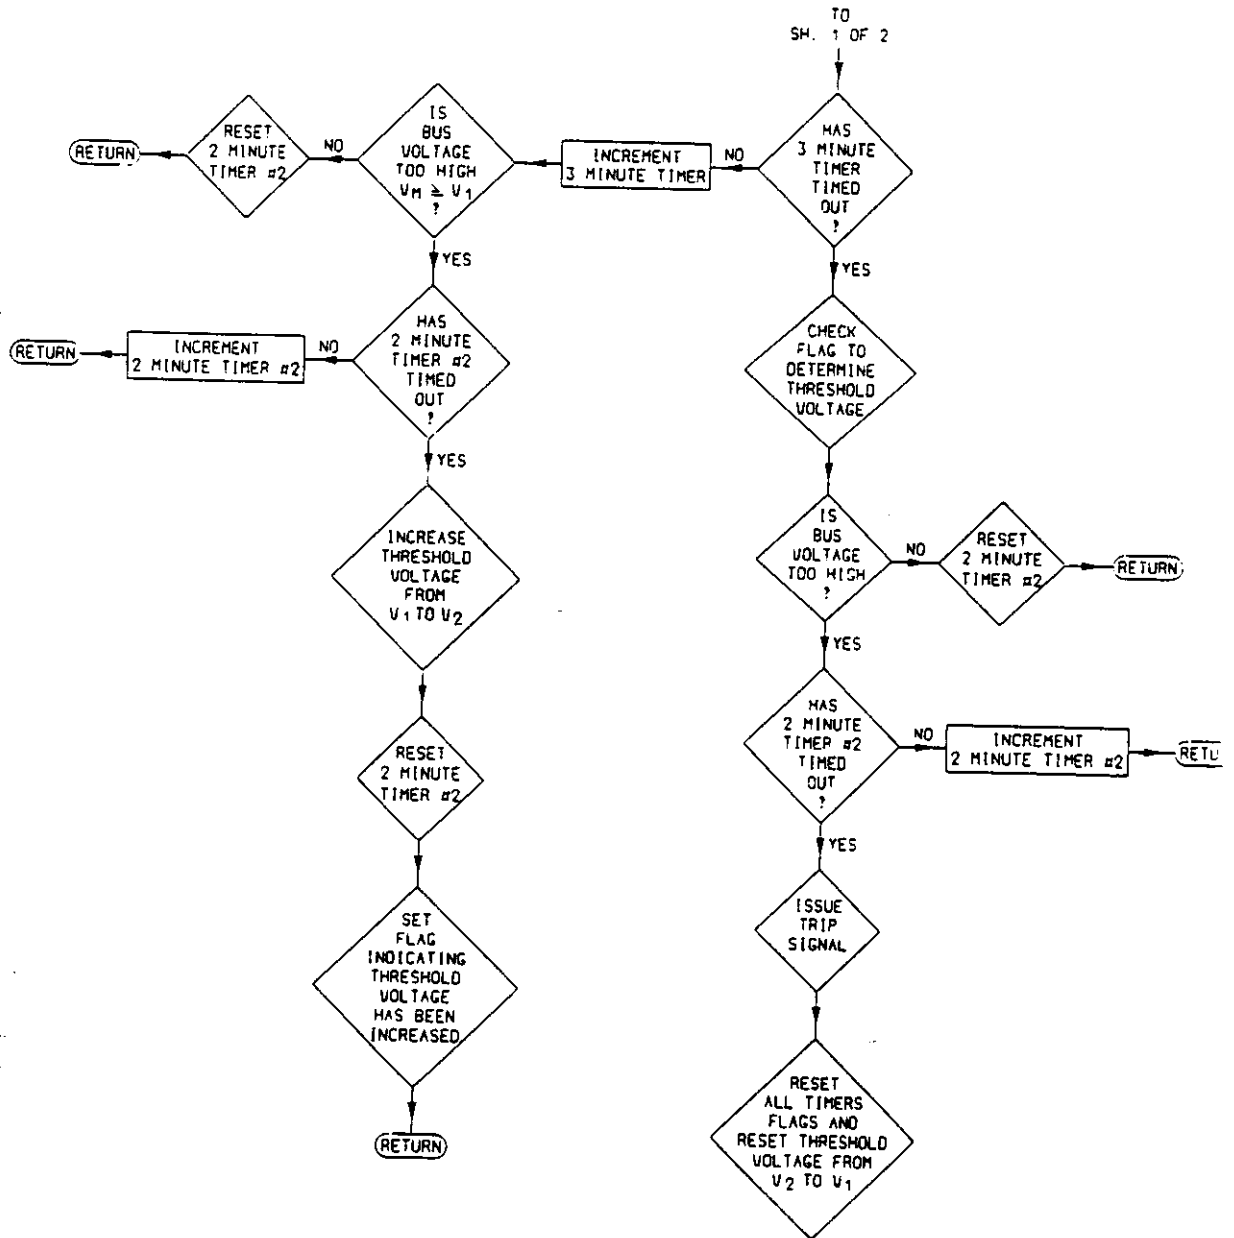 TO
SH. 1 OF 2
HAS
3 MINUTE
TIMER
TIMED
OUT
?
NO
INCREMENT
3 MINUTE TIMER
IS
BUS
VOLTAGE
TOO HIGH
VM ≥ V1
?
NO
RESET
2 MINUTE
TIMER #2
RETURN
YES
HAS
2 MINUTE
TIMER #2
TIMED
OUT
?
NO
INCREMENT
2 MINUTE TIMER #2
RETURN
YES
INCREASE
THRESHOLD
VOLTAGE
FROM
V1 TO V2
RESET
2 MINUTE
TIMER #2
SET
FLAG
INDICATING
THRESHOLD
VOLTAGE
HAS BEEN
INCREASED
RETURN
YES
CHECK
FLAG TO
DETERMINE
THRESHOLD
VOLTAGE
IS
BUS
VOLTAGE
TOO HIGH
?
NO
RESET
2 MINUTE
TIMER #2
RETURN
YES
HAS
2 MINUTE
TIMER #2
TIMED
OUT
?
NO
INCREMENT
2 MINUTE TIMER #2
RETU
YES
ISSUE
TRIP
SIGNAL
RESET
ALL TIMERS
FLAGS AND
RESET THRESHOLD
VOLTAGE FROM
V2 TO V1